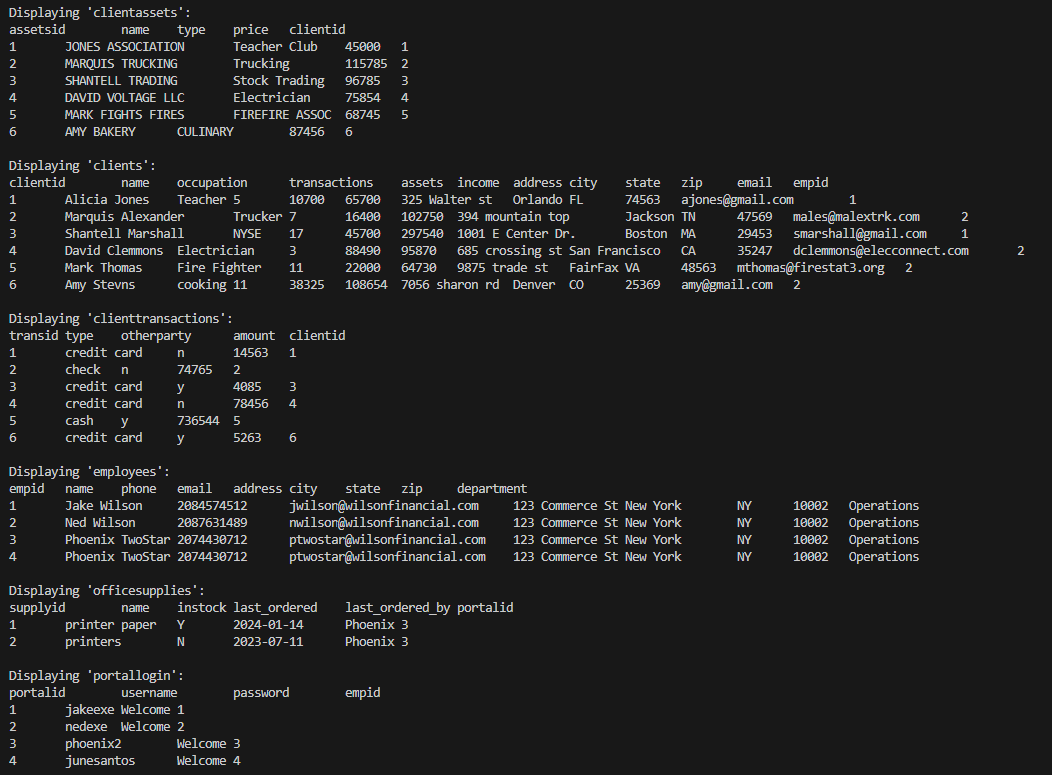 Displaying 'clientassets':
assetsid name type price clientid
1 JONES ASSOCIATION Teacher Club 45000 1
2 MARQUIS TRUCKING Trucking 115785 2
3 SHANTELL TRADING Stock Trading 96785 3
4 DAVID VOLTAGE LLC Electrician 75854 4
5 MARK FIGHTS FIRES FIREFIRE ASSOC 68745 5
6 AMY BAKERY CULINARY 87456 6

Displaying 'clients':
clientid name occupation transactions assets income address city state zip email empid
1 Alicia Jones Teacher 5 10700 65700 325 Walter st Orlando FL 74563 ajones@gmail.com 1
2 Marquis Alexander Trucker 7 16400 102750 394 mountain top Jackson TN 47569 males@malextrk.com 2
3 Shantell Marshall NYSE 17 45700 297540 1001 E Center Dr. Boston MA 29453 smarshall@gmail.com 1
4 David Clemmons Electrician 3 88490 95870 685 crossing st San Francisco CA 35247 dclemmons@elecconnect.com 2
5 Mark Thomas Fire Fighter 11 22000 64730 9875 trade st FairFax VA 48563 mthomas@firestat3.org 2
6 Amy Stevns cooking 11 38325 108654 7056 sharon rd Denver CO 25369 amy@gmail.com 2

Displaying 'clienttransactions':
transid type otherparty amount clientid
1 credit card n 14563 1
2 check n 74765 2
3 credit card y 4085 3
4 credit card n 78456 4
5 cash y 736544 5
6 credit card y 5263 6

Displaying 'employees':
empid name phone email address city state zip department
1 Jake Wilson 2084574512 jwilson@wilsonfinancial.com 123 Commerce St New York NY 10002 Operations
2 Ned Wilson 2087631489 nwilson@wilsonfinancial.com 123 Commerce St New York NY 10002 Operations
3 Phoenix TwoStar 2074430712 ptwostar@wilsonfinancial.com 123 Commerce St New York NY 10002 Operations
4 Phoenix TwoStar 2074430712 ptwostar@wilsonfinancial.com 123 Commerce St New York NY 10002 Operations

Displaying 'officesupplies':
supplyid name instock last_ordered last_ordered_by portalid
1 printer paper Y 2024-01-14 Phoenix 3
2 printers N 2023-07-11 Phoenix 3

Displaying 'portallogin':
portalid username password empid
1 jakeexe Welcome 1
2 nedexe Welcome 2
3 phoenix2 Welcome 3
4 junesantos Welcome 4